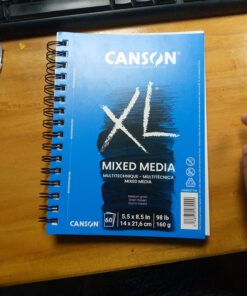 CANSON®
XL
MIXED MEDIA
MULTITECHNIQUE - MULTITÉCNICA
MIXED MEDIA
CANSON
60
5,5 x 8,5 in
14 x 21,6 cm
98 lb
160 g